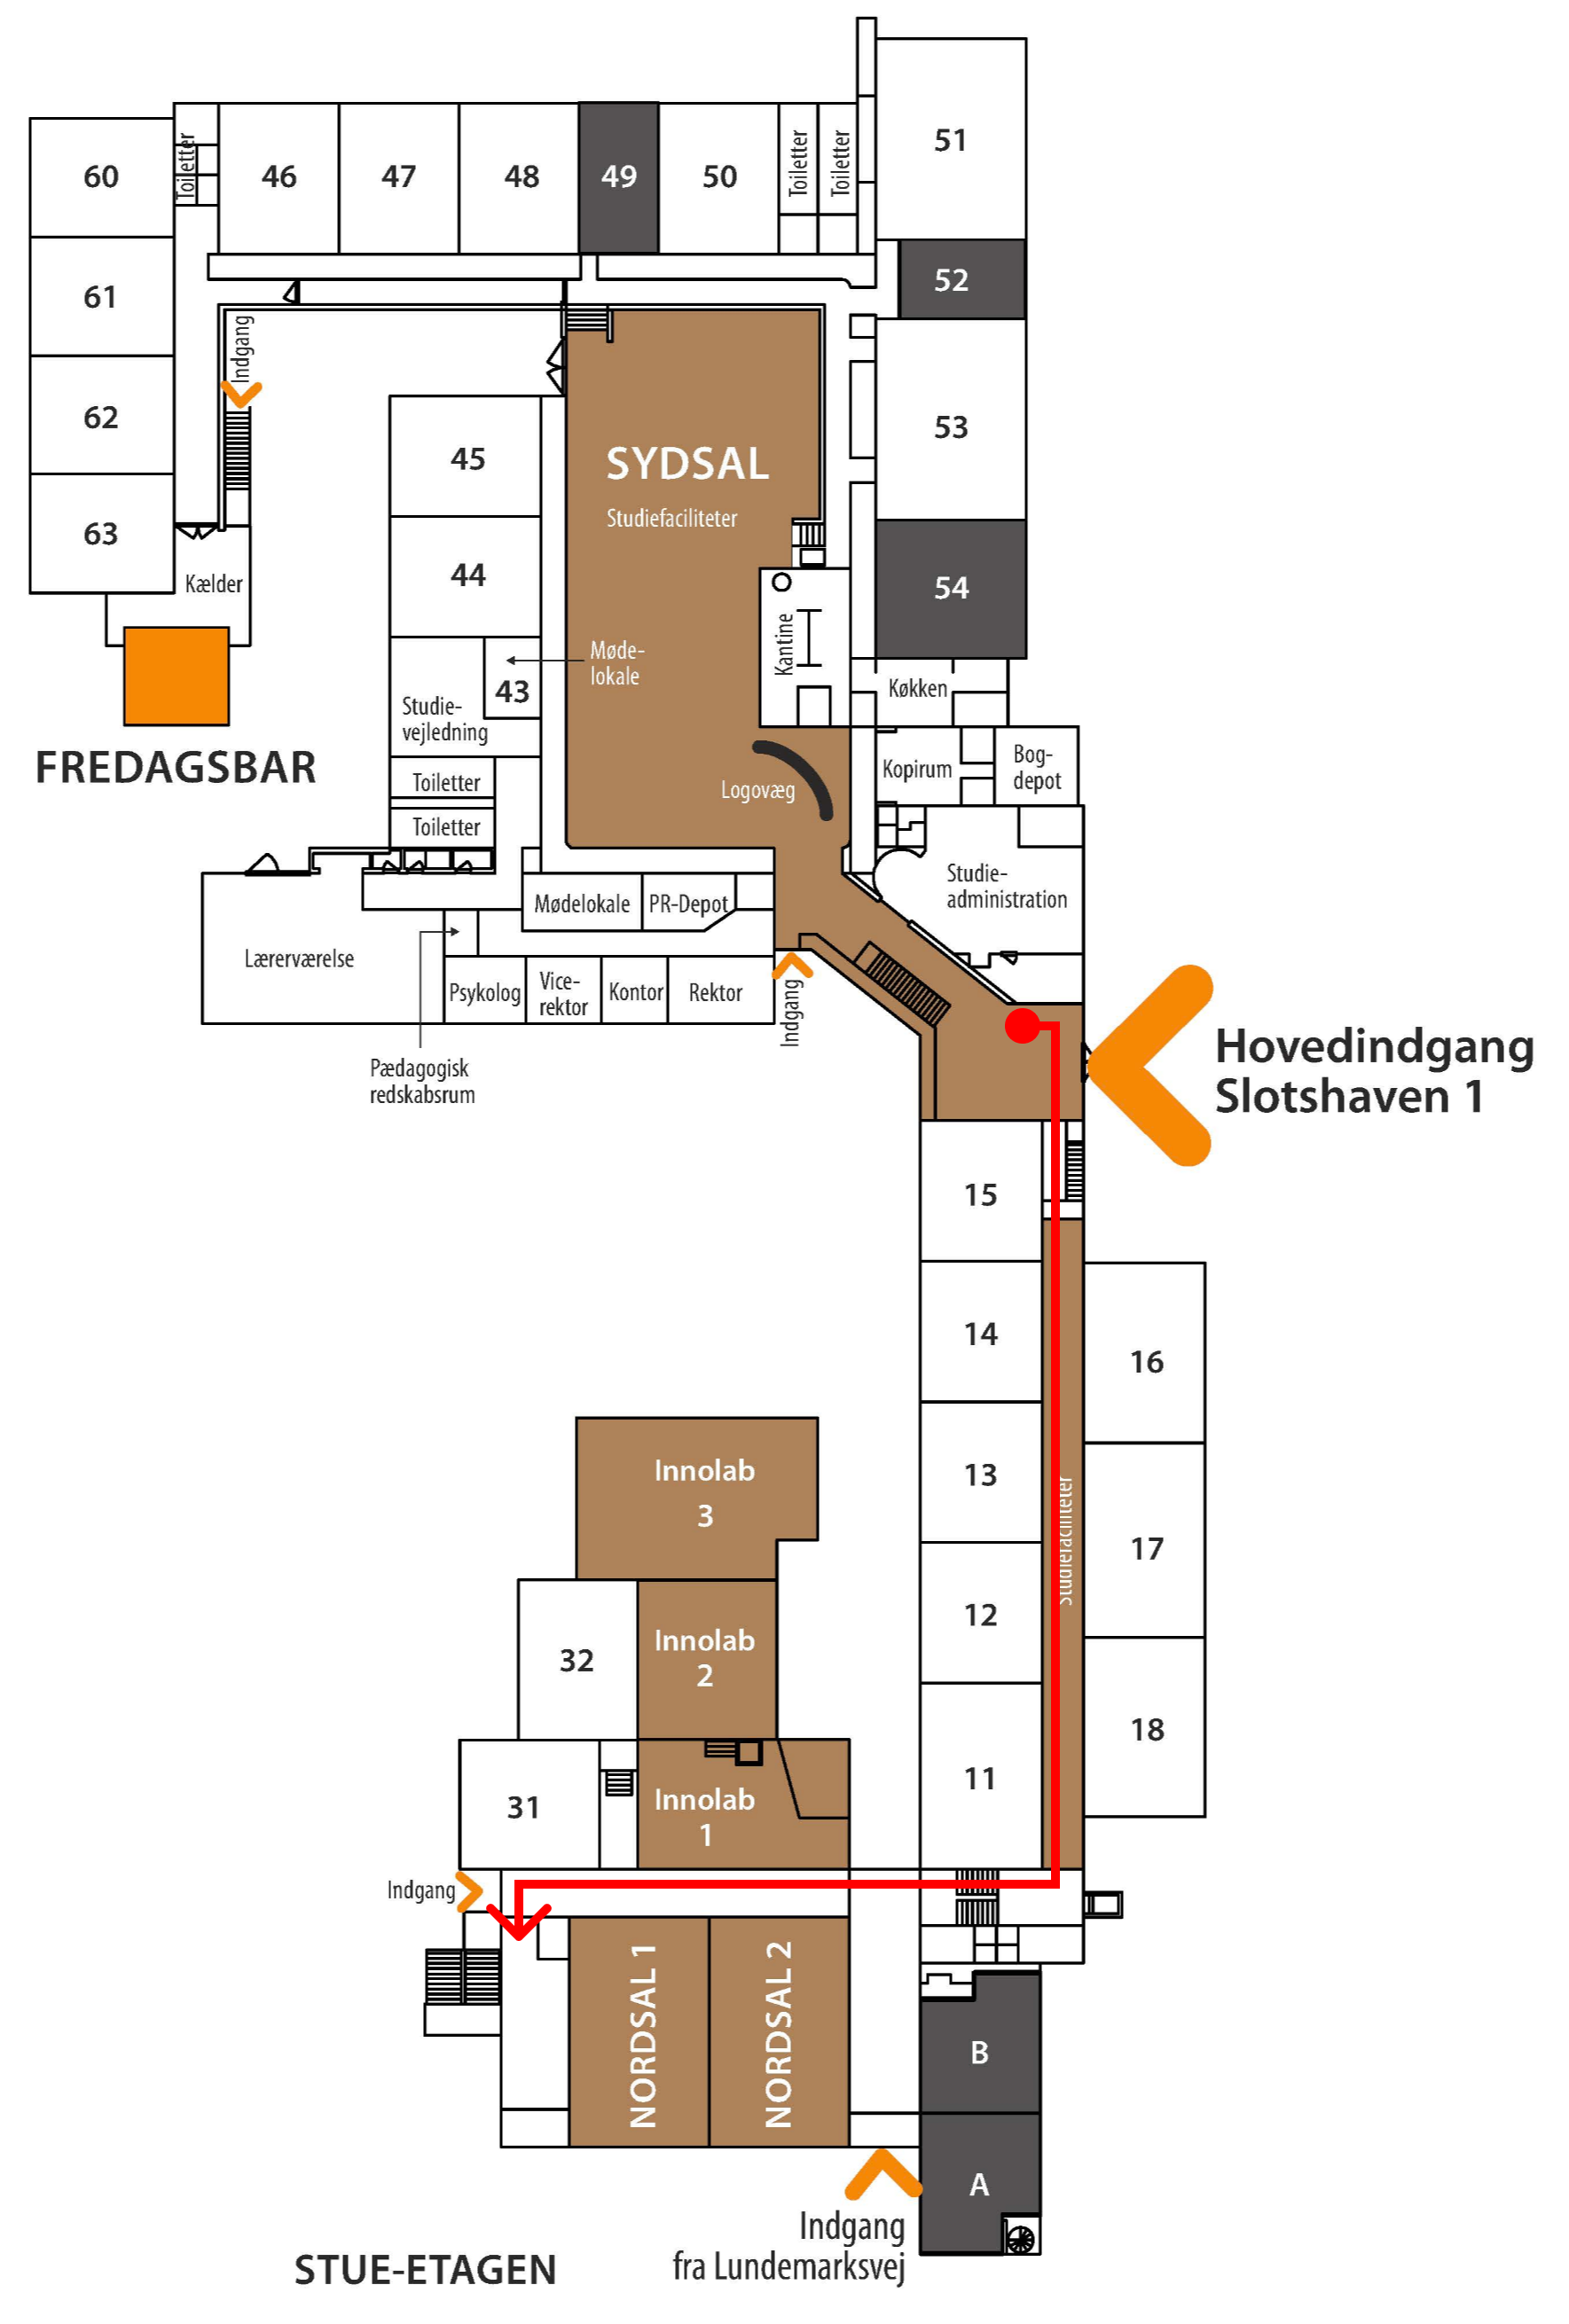 60
Toiletter
46
47
48
49
50
Toiletter
Toiletter
51
61
52
Indgang
62
53
45
SYDSAL
Studiefaciliteter
63
44
Kælder
54
Kantine
Møde-
lokale
43
Studie-
vejledning
Køkken
FREDAGSBAR
Toiletter
Toiletter
Logovæg
Kopirum
Bog-
depot
Studie-
administration
Mødelokale
PR-Depot
Lærerværelse
Psykolog
Vice-
rektor
Kontor
Rektor
Indgang
Pædagogisk
redskabsrum
Hovedindgang
Slotshaven 1
15
14
16
13
Studiefaciliteter
17
12
Innolab
3
32
Innolab
2
18
11
31
Innolab
1
Indgang
NORDSAL 1
NORDSAL 2
B
A
Indgang
fra Lundemarksvej
STUE-ETAGEN